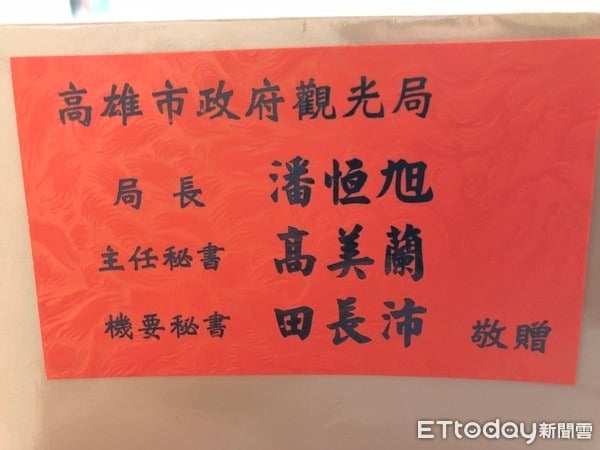 高雄市政府觀光局
局長 潘恒旭
主任秘書 高美蘭
機要秘書 田長沛 敬贈
ETtoday新聞雲